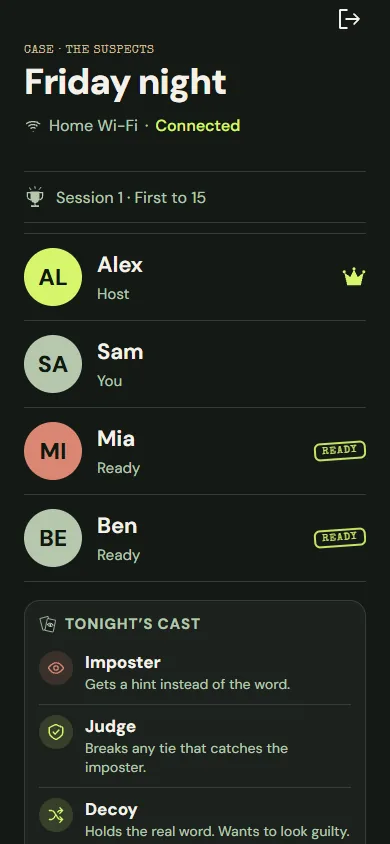 CASE · THE SUSPECTS
Friday night
Home Wi-Fi · Connected
Session 1 · First to 15
AL
Alex
Host
SA
Sam
You
MI
Mia
Ready
READY
BE
Ben
Ready
READY
TONIGHT’S CAST
Imposter
Gets a hint instead of the word.
Judge
Breaks any tie that catches the
imposter.
Decoy
Holds the real word. Wants to look guilty.